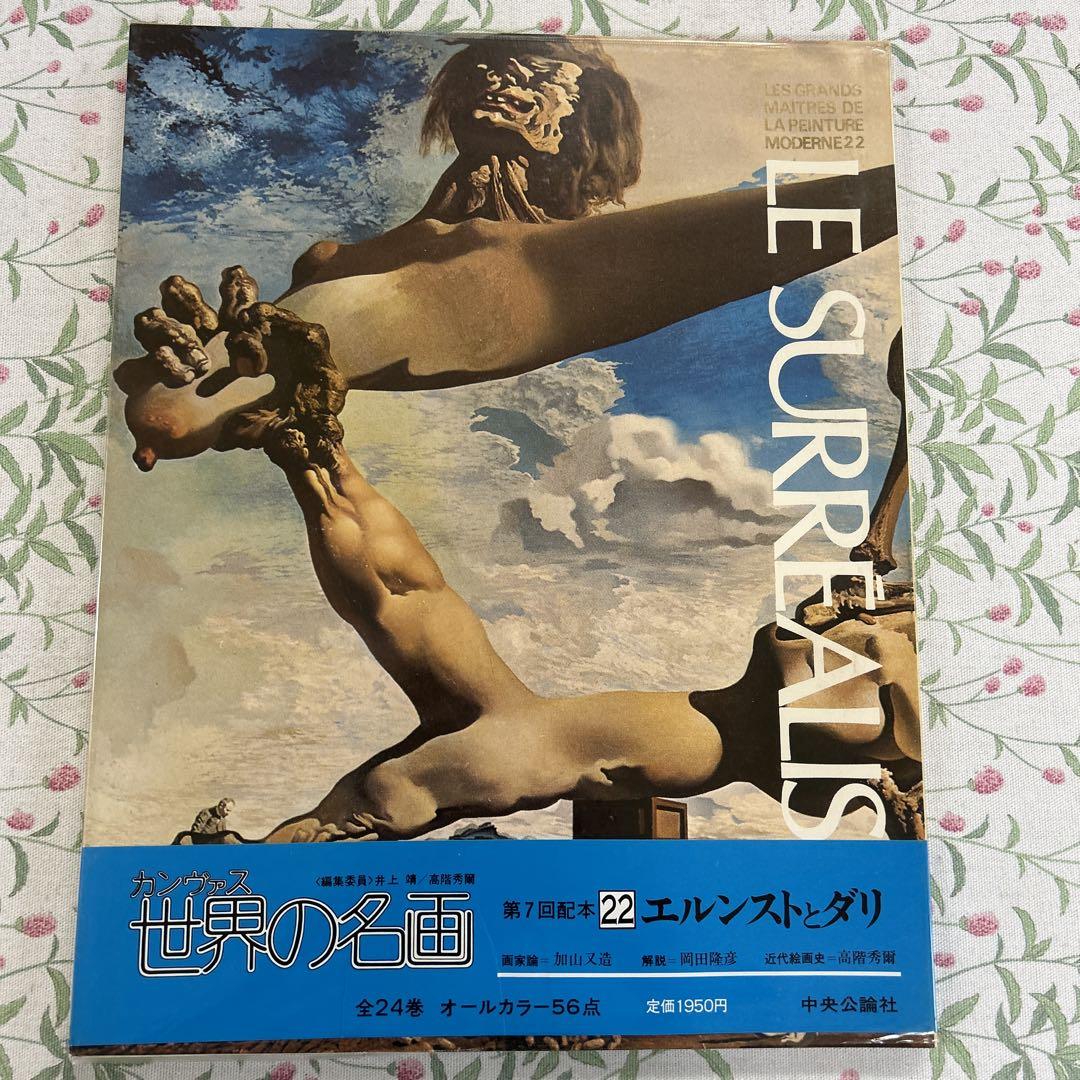 LES GRANDS
MAITRES DE
LA PEINTURE
MODERNE 22
LE SURRÉALIS
カンヴァス
世界の名画
〈編集委員〉井上 靖／高階秀爾
第7回配本 22 エルンストとダリ
画家論＝加山又造 解説＝岡田隆彦 近代絵画史＝高階秀爾
全24巻 オールカラー56点 定価1950円 中央公論社